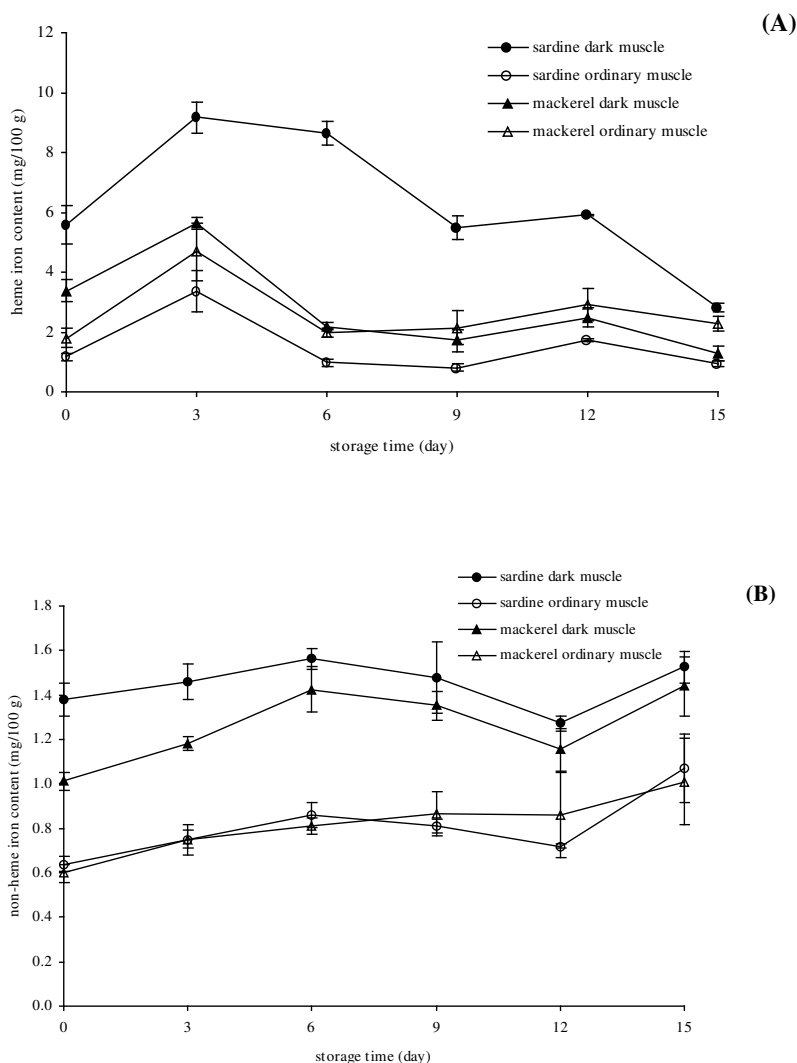 (A)
12
10
8
6
4
2
0
heme iron content (mg/100 g)
sardine dark muscle
sardine ordinary muscle
mackerel dark muscle
mackerel ordinary muscle
0 3 6 9 12 15
storage time (day)
(B)
sardine dark muscle
sardine ordinary muscle
mackerel dark muscle
mackerel ordinary muscle
1.8
1.6
1.4
1.2
1.0
0.8
0.6
0.4
0.2
0.0
non-heme iron content (mg/100 g)
0 3 6 9 12 15
storage time (day)